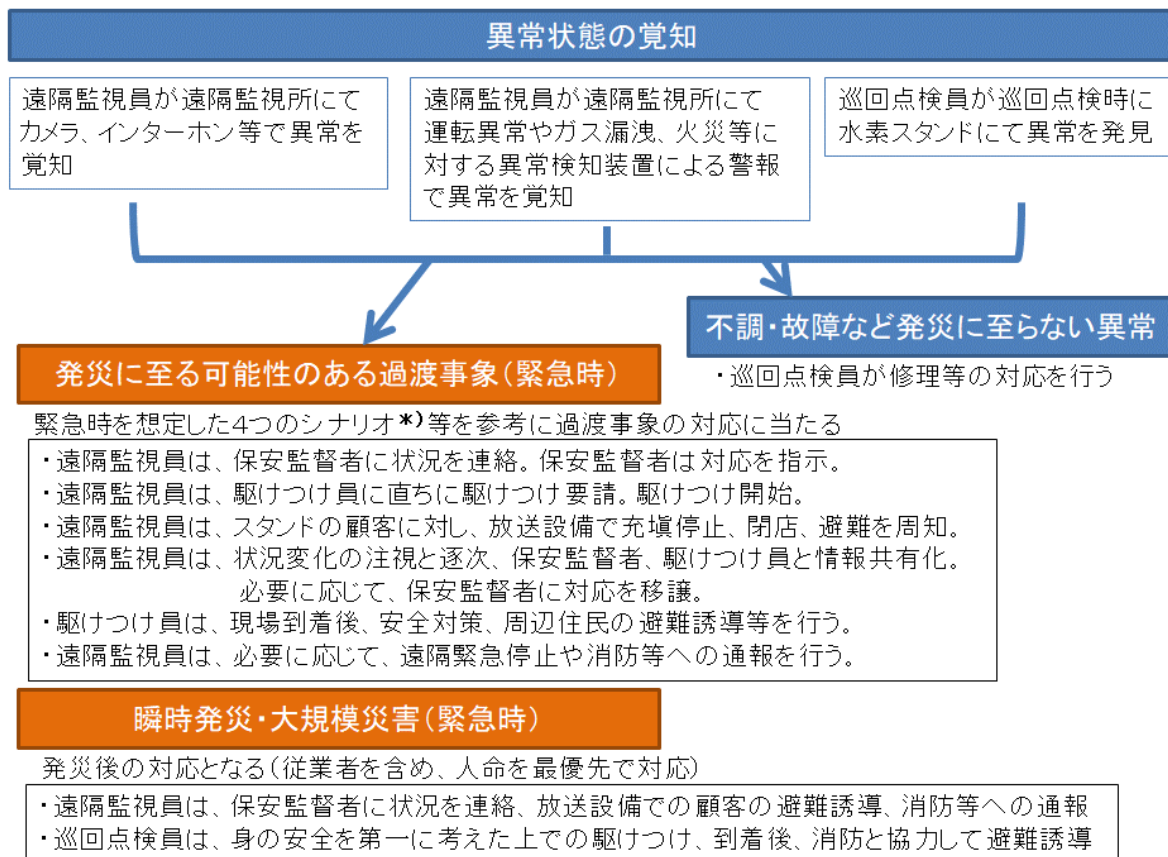 異常状態の覚知
遠隔監視員が遠隔監視所にて
カメラ、インターホン等で異常を
覚知
遠隔監視員が遠隔監視所にて
運転異常やガス漏洩、火災等に
対する異常検知装置による警報
で異常を覚知
巡回点検員が巡回点検時に
水素スタンドにて異常を発見
不調・故障など発災に至らない異常
・巡回点検員が修理等の対応を行う
発災に至る可能性のある過渡事象(緊急時)
緊急時を想定した4つのシナリオ*)等を参考に過渡事象の対応に当たる
・遠隔監視員は、保安監督者に状況を連絡。保安監督者は対応を指示。
・遠隔監視員は、駆けつけ員に直ちに駆けつけ要請。駆けつけ開始。
・遠隔監視員は、スタンドの顧客に対し、放送設備で充塡停止、閉店、避難を周知。
・遠隔監視員は、状況変化の注視と逐次、保安監督者、駆けつけ員と情報共有化。
必要に応じて、保安監督者に対応を移譲。
・駆けつけ員は、現場到着後、安全対策、周辺住民の避難誘導等を行う。
・遠隔監視員は、必要に応じて、遠隔緊急停止や消防等への通報を行う。
瞬時発災・大規模災害(緊急時)
発災後の対応となる(従業者を含め、人命を最優先で対応)
・遠隔監視員は、保安監督者に状況を連絡、放送設備での顧客の避難誘導、消防等への通報
・巡回点検員は、身の安全を第一に考えた上での駆けつけ、到着後、消防と協力して避難誘導